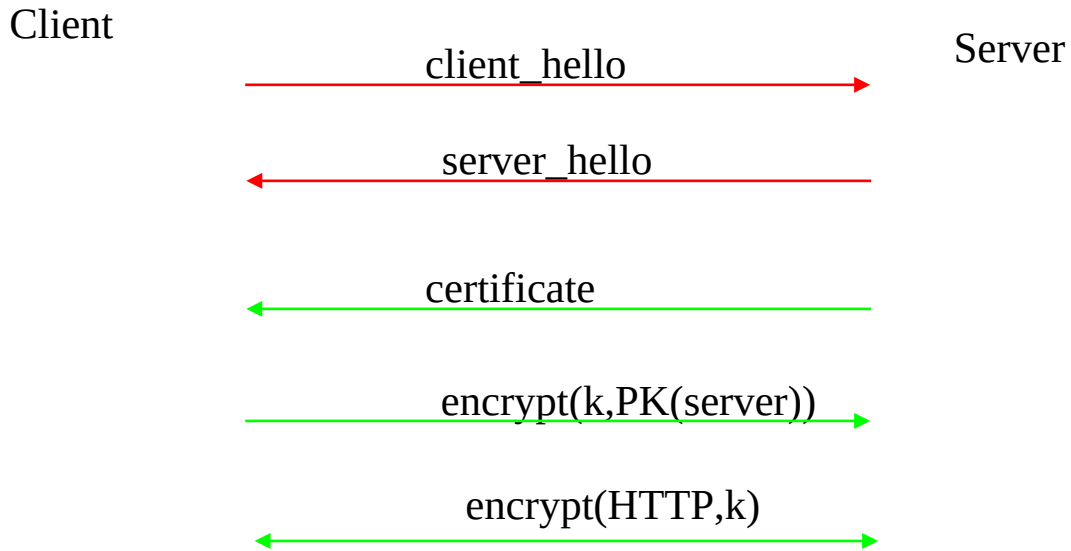 Client
Server
client_hello
server_hello
certificate
encrypt(k,PK(server))
encrypt(HTTP,k)